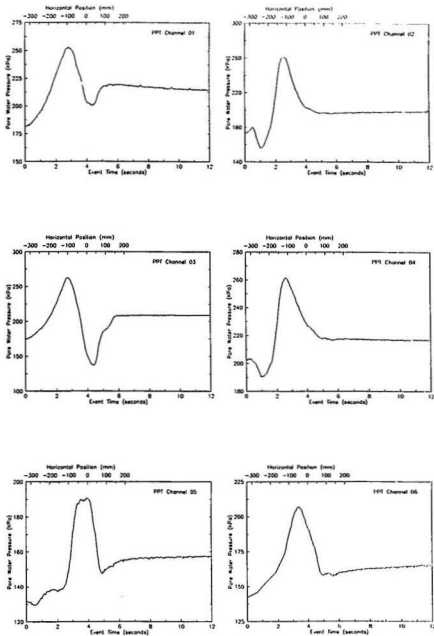 Horizontal Position (mm)
-300 -200 -100 0 100 200
PPT Channel 01
Pore Water Pressure (kPa)
275
250
225
200
175
150
0 2 4 6 8 10 12
Event Time (seconds)
Horizontal Position (mm)
-300 -200 -100 0 100 200
PPT Channel 02
Pore Water Pressure (kPa)
300
260
220
180
140
0 2 4 6 8 10 12
Event Time (seconds)
Horizontal Position (mm)
-300 -200 -100 0 100 200
PPT Channel 03
Pore Water Pressure (kPa)
300
250
200
150
100
0 2 4 6 8 10 12
Event Time (seconds)
Horizontal Position (mm)
-300 -200 -100 0 100 200
PPT Channel 04
Pore Water Pressure (kPa)
280
260
240
220
200
180
0 2 4 6 8 10 12
Event Time (seconds)
Horizontal Position (mm)
-300 -200 -100 0 100 200
PPT Channel 05
Pore Water Pressure (kPa)
200
180
160
140
120
0 2 4 6 8 10 12
Event Time (seconds)
Horizontal Position (mm)
-300 -200 -100 0 100 200
PPT Channel 06
Pore Water Pressure (kPa)
225
200
175
150
125
0 2 4 6 8 10 12
Event Time (seconds)